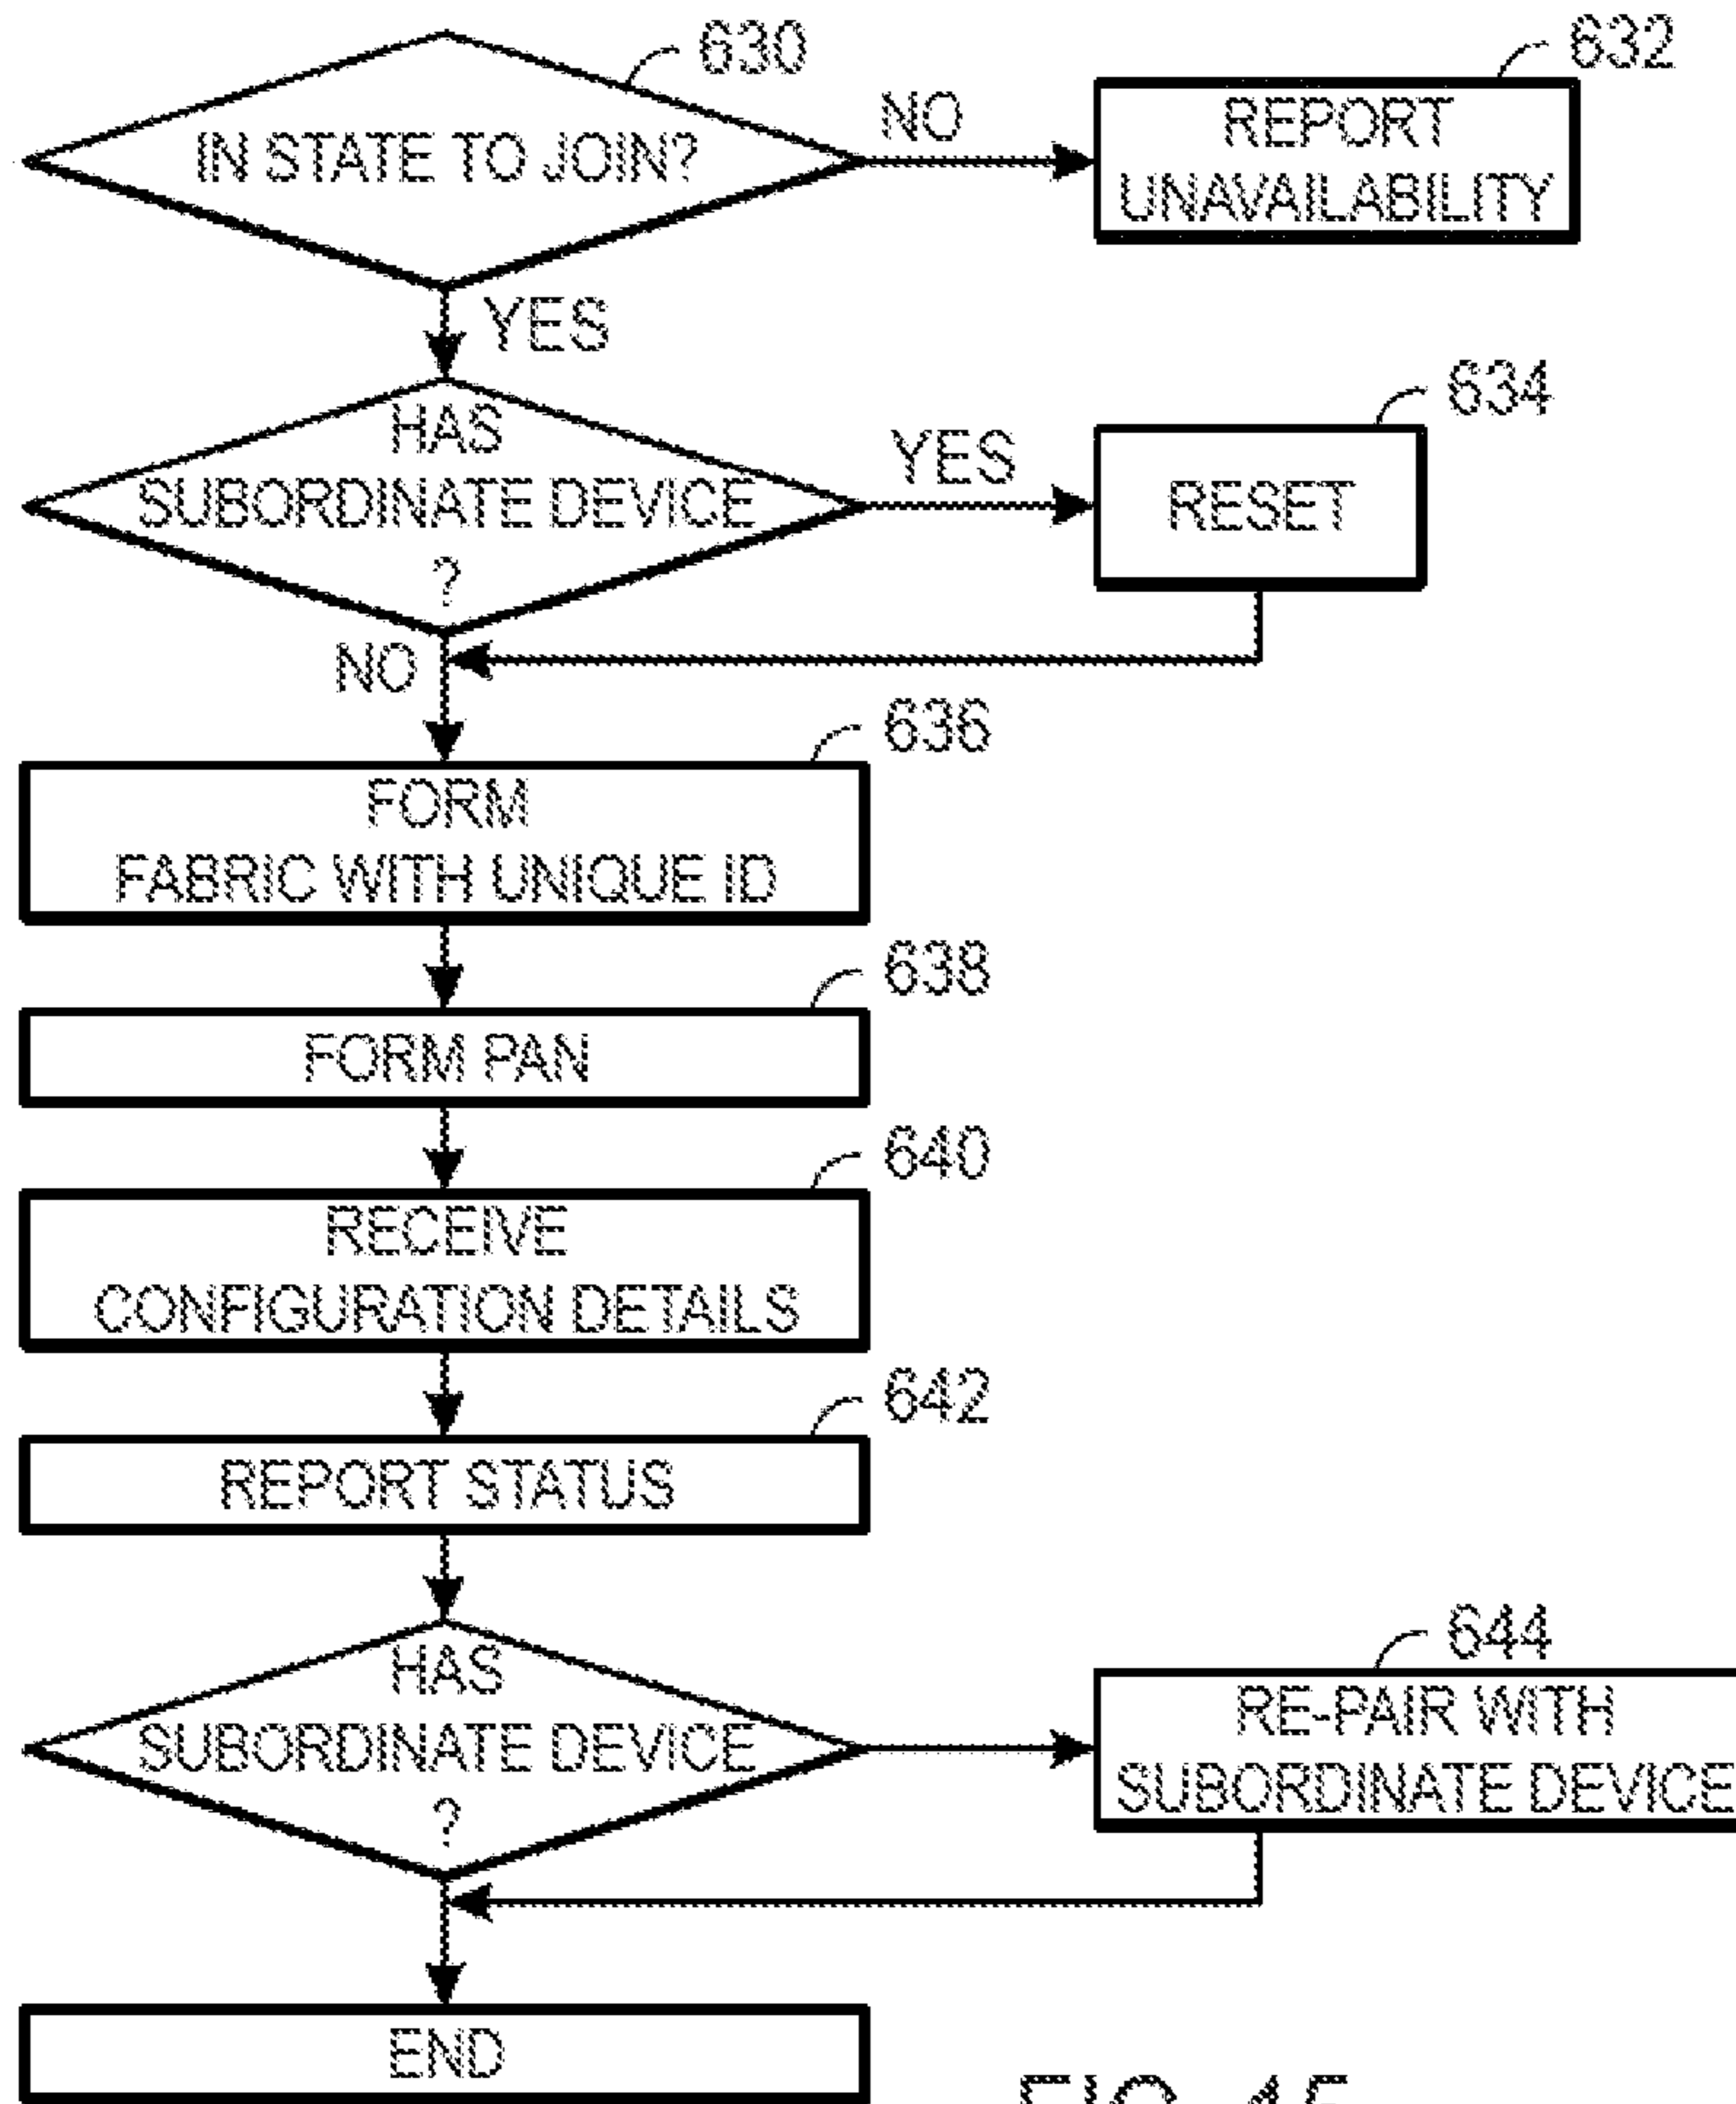 630
IN STATE TO JOIN?
NO
632
REPORT
UNAVAILABILITY
YES
HAS
SUBORDINATE DEVICE
?
YES
634
RESET
NO
636
FORM
FABRIC WITH UNIQUE ID
638
FORM PAN
640
RECEIVE
CONFIGURATION DETAILS
642
REPORT STATUS
HAS
SUBORDINATE DEVICE
?
644
RE-PAIR WITH
SUBORDINATE DEVICE
END
FIG. 15